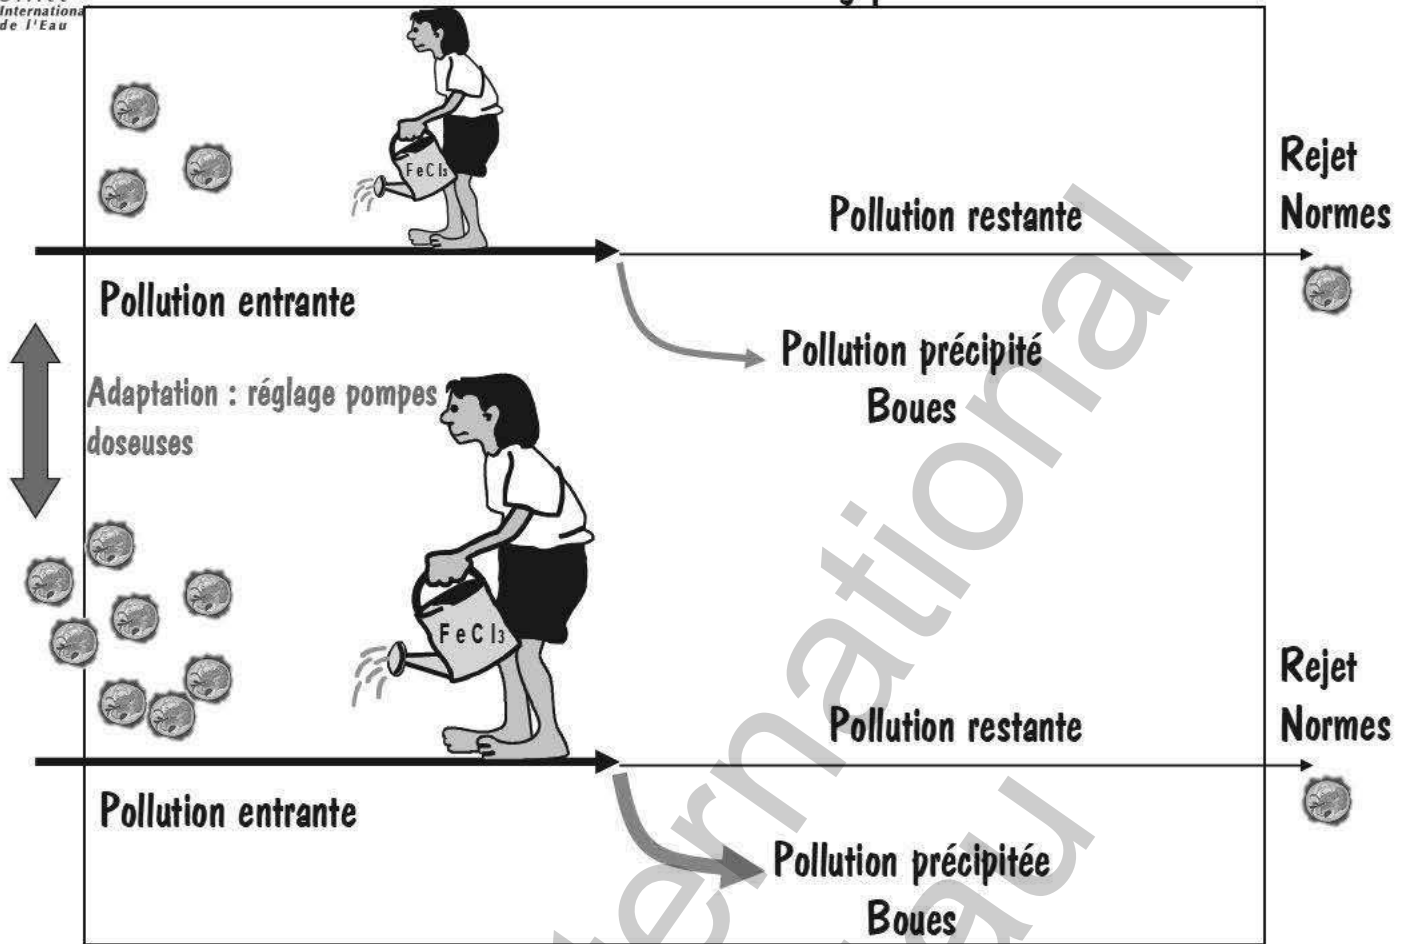 International
de l'Eau
FeCl3
Rejet
Normes
Pollution restante
Pollution entrante
Pollution précipité
Boues
Adaptation : réglage pompes
doseuses
FeCl3
Rejet
Normes
Pollution restante
Pollution entrante
Pollution précipitée
Boues